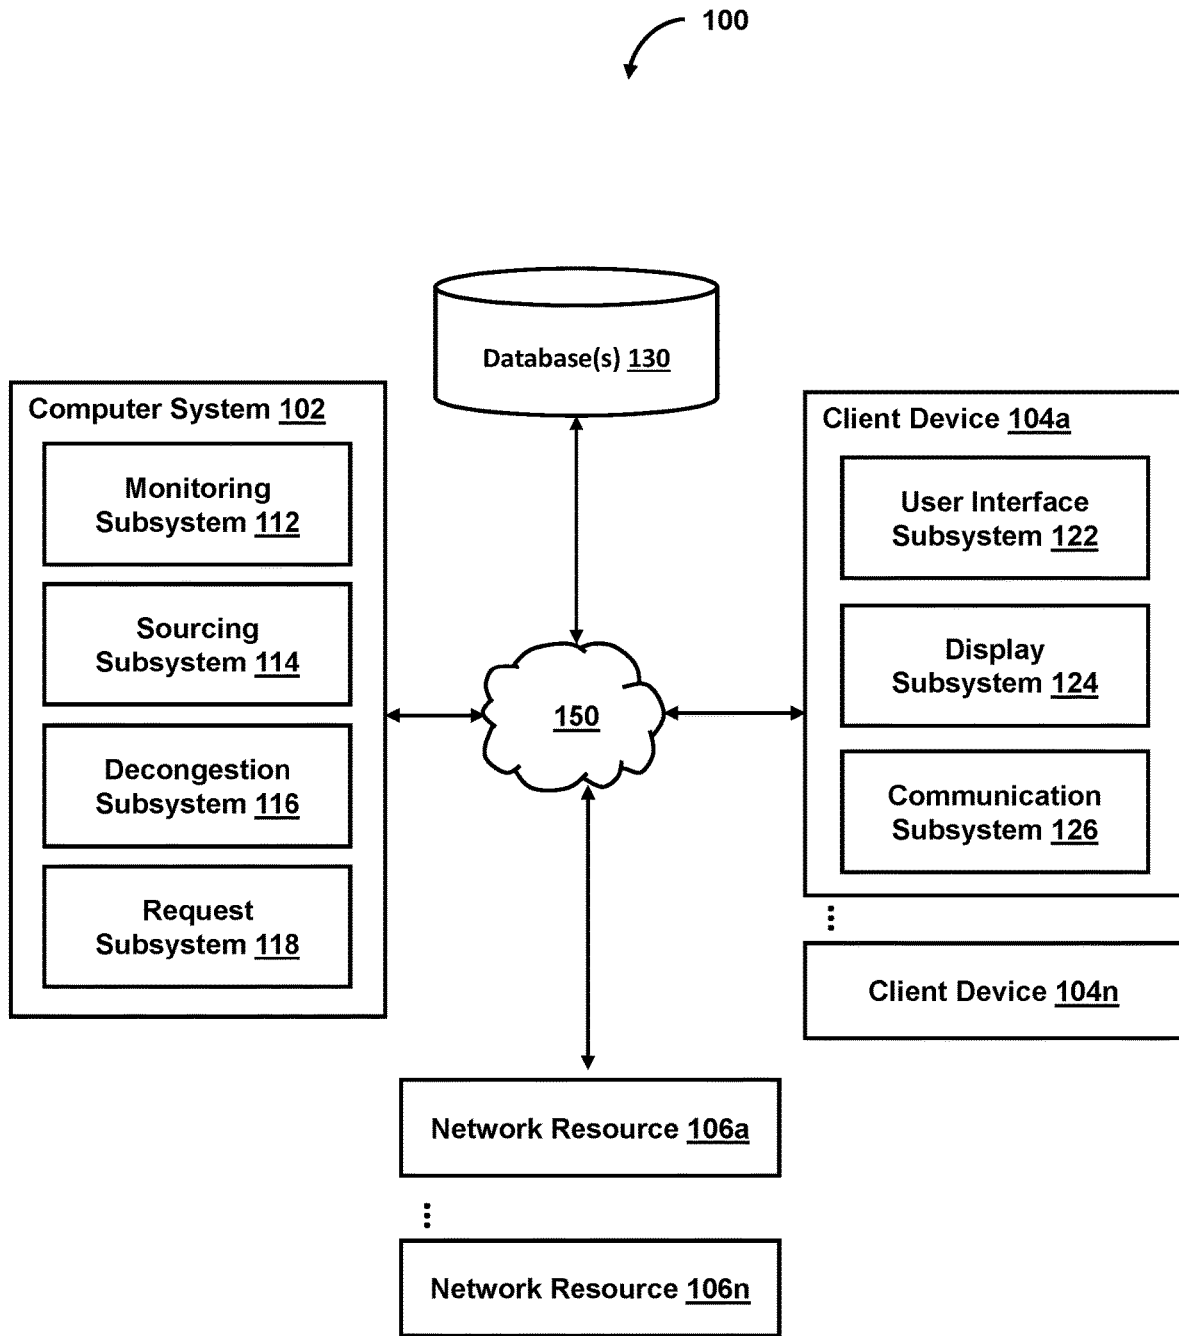 100
Database(s) 130
Computer System 102
Monitoring
Subsystem 112
Sourcing
Subsystem 114
Decongestion
Subsystem 116
Request
Subsystem 118
150
Client Device 104a
User Interface
Subsystem 122
Display
Subsystem 124
Communication
Subsystem 126
...
Client Device 104n
Network Resource 106a
...
Network Resource 106n